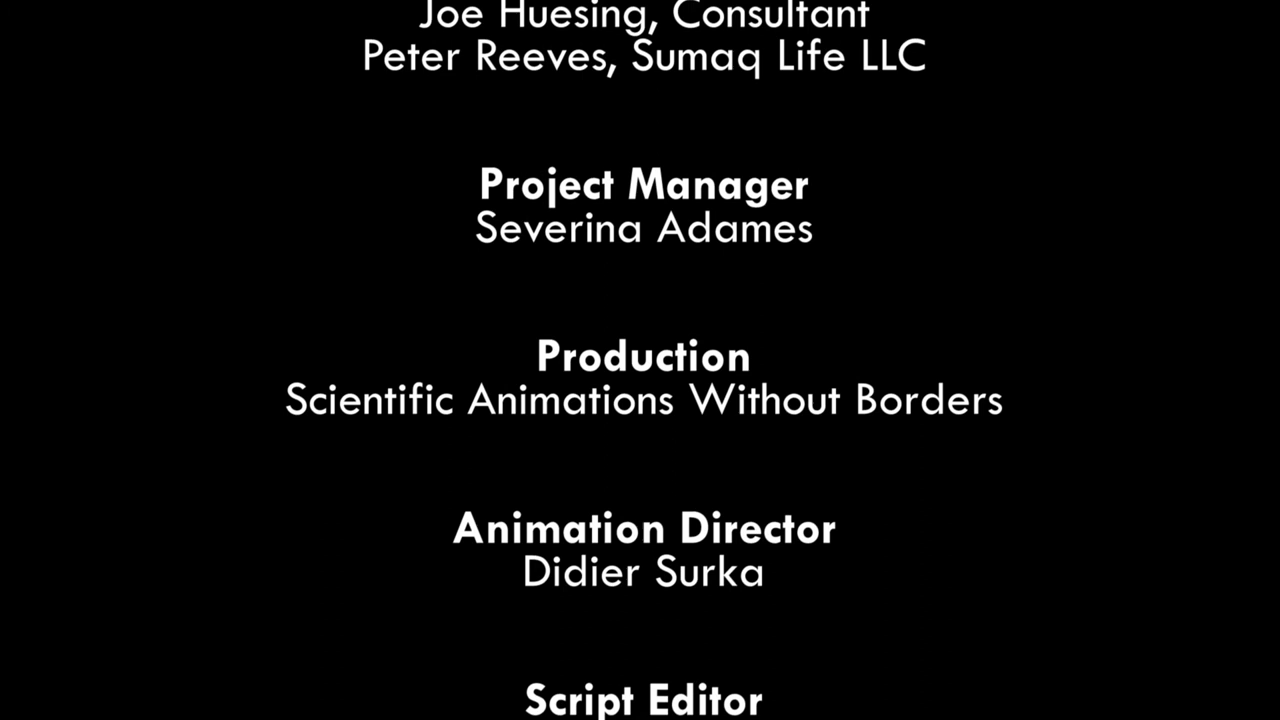 Joe Huesing, Consultant
Peter Reeves, Sumaq Life LLC
Project Manager
Severina Adames
Production
Scientific Animations Without Borders
Animation Director
Didier Surka
Script Editor